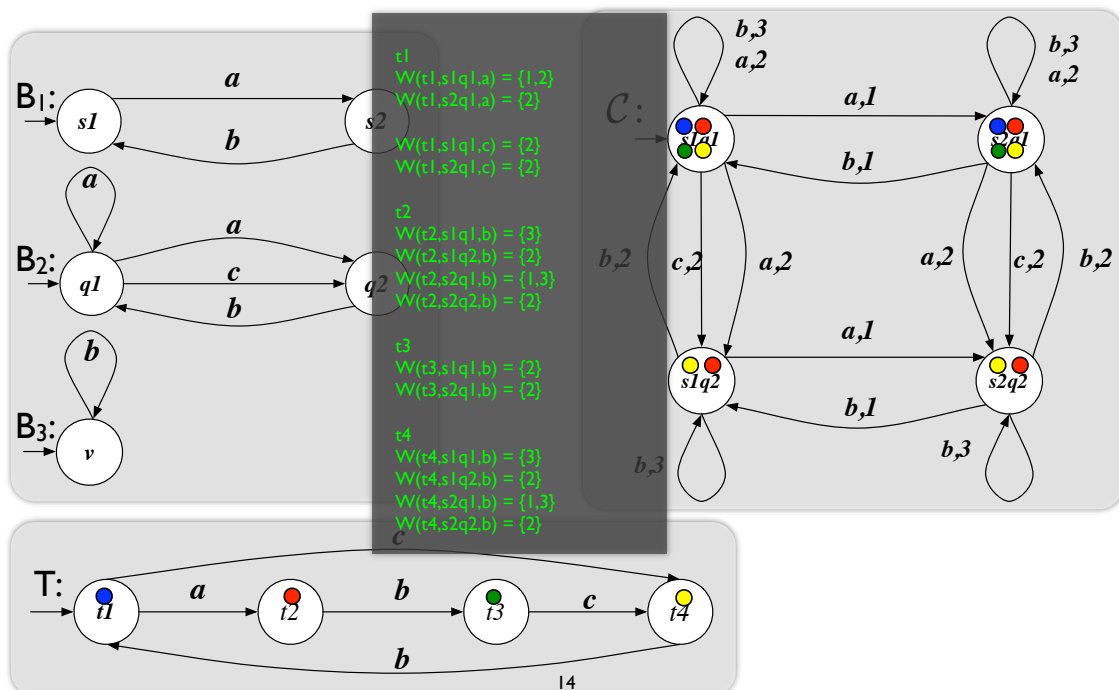 B1:
a
s1
s2
b
a
B2:
a
q1
c
q2
b
b
B3:
v
t1
W(t1,s1q1,a) = {1,2}
W(t1,s2q1,a) = {2}
W(t1,s1q1,c) = {2}
W(t1,s2q1,c) = {2}
t2
W(t2,s1q1,b) = {3}
W(t2,s1q2,b) = {2}
W(t2,s2q1,b) = {1,3}
W(t2,s2q2,b) = {2}
t3
W(t3,s1q1,b) = {2}
W(t3,s2q1,b) = {2}
t4
W(t4,s1q1,b) = {3}
W(t4,s1q2,b) = {2}
W(t4,s2q1,b) = {1,3}
W(t4,s2q2,b) = {2}
b,3
a,2
b,3
a,2
C:
s1q1
a,1
s2q1
b,1
b,2
c,2
a,2
a,2
c,2
b,2
s1q2
a,1
s2q2
b,1
b,3
b,3
c
T:
t1
a
t2
b
t3
c
t4
b
14